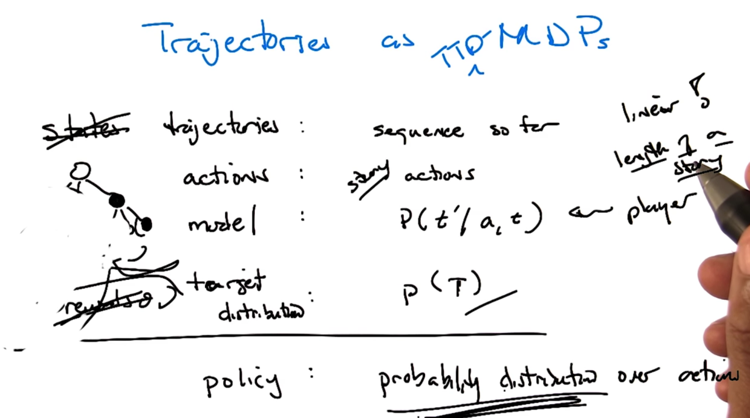 Trajectories as TTD-MDPs
states trajectories : sequence so far
linear?
length of a story
actions : story actions
model : P(t'/a,t) ← player
rewards target distribution : P(T)
policy : probability distribution over actions